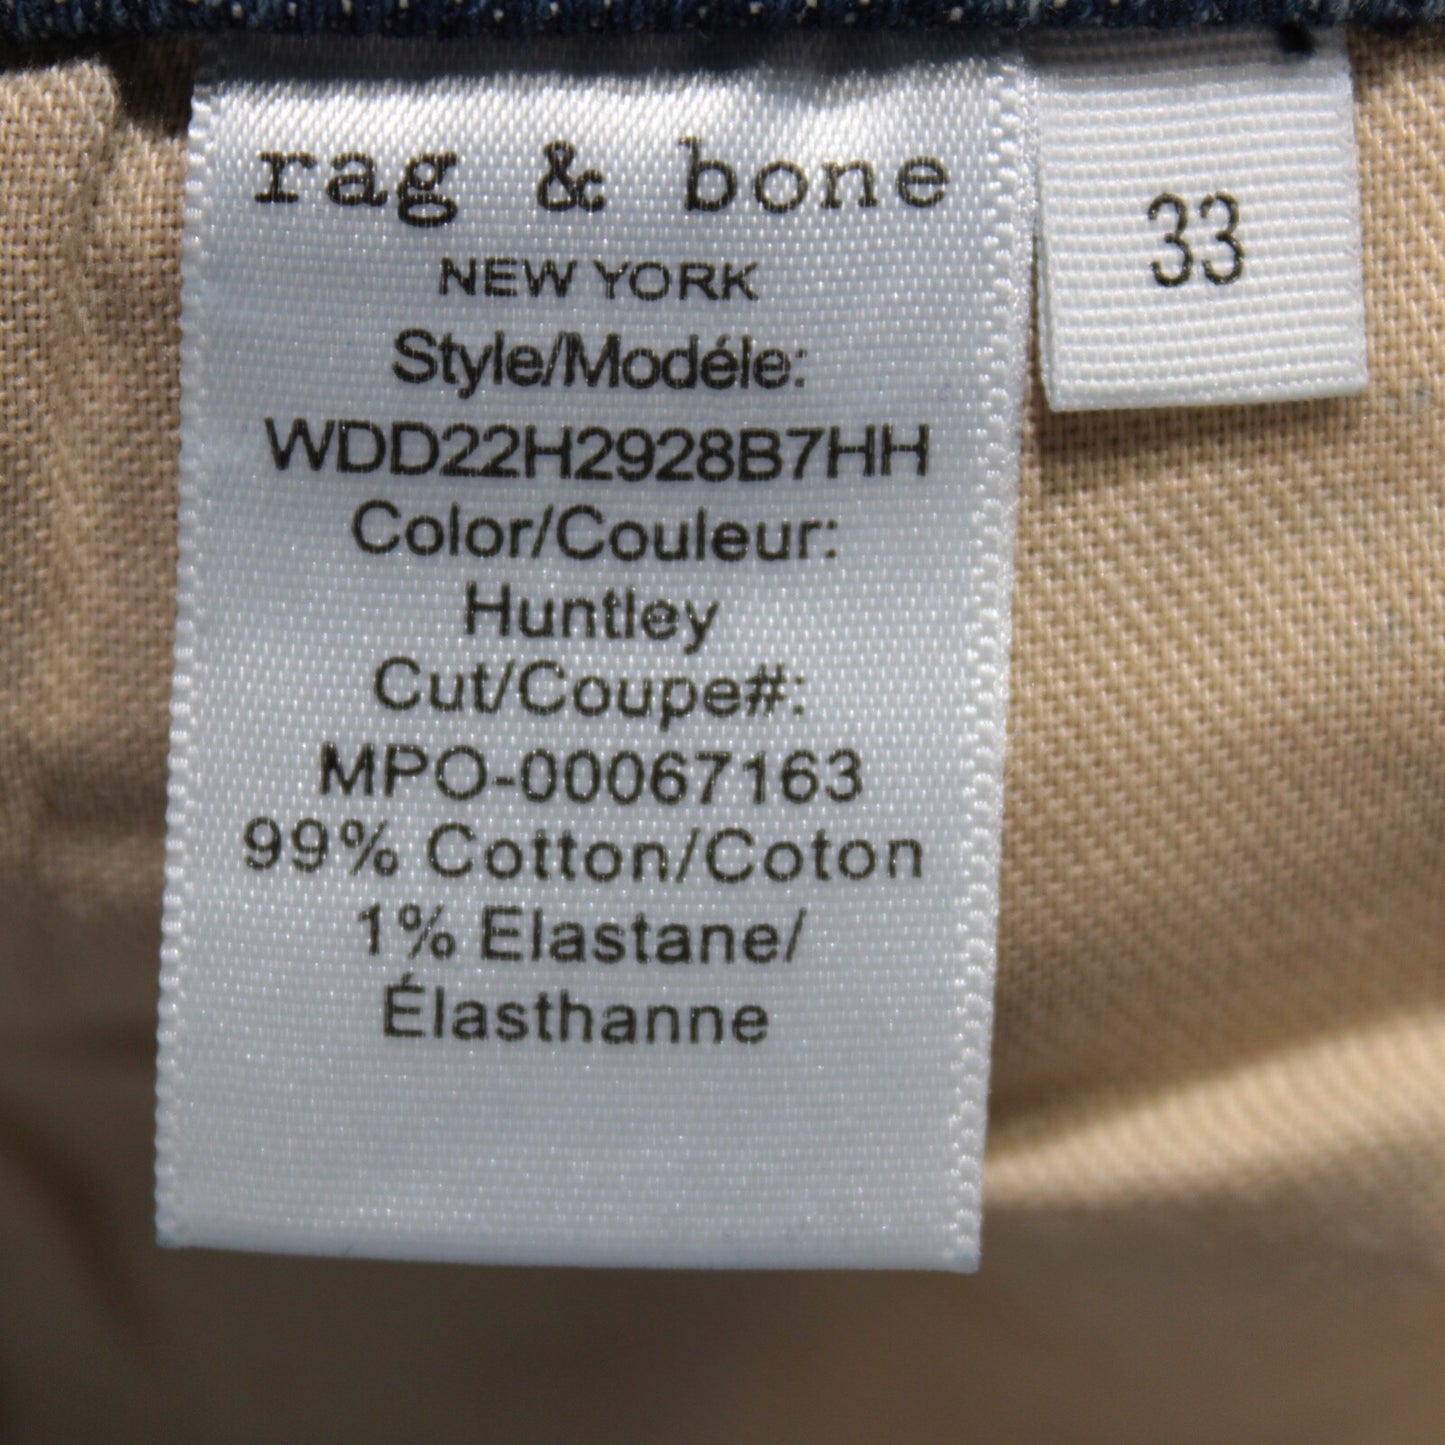 rag & bone
NEW YORK
Style/Modéle:
WDD22H2928B7HH
Color/Couleur:
Huntley
Cut/Coupe#:
MPO-00067163
99% Cotton/Coton
1% Elastane/
Élasthanne
33